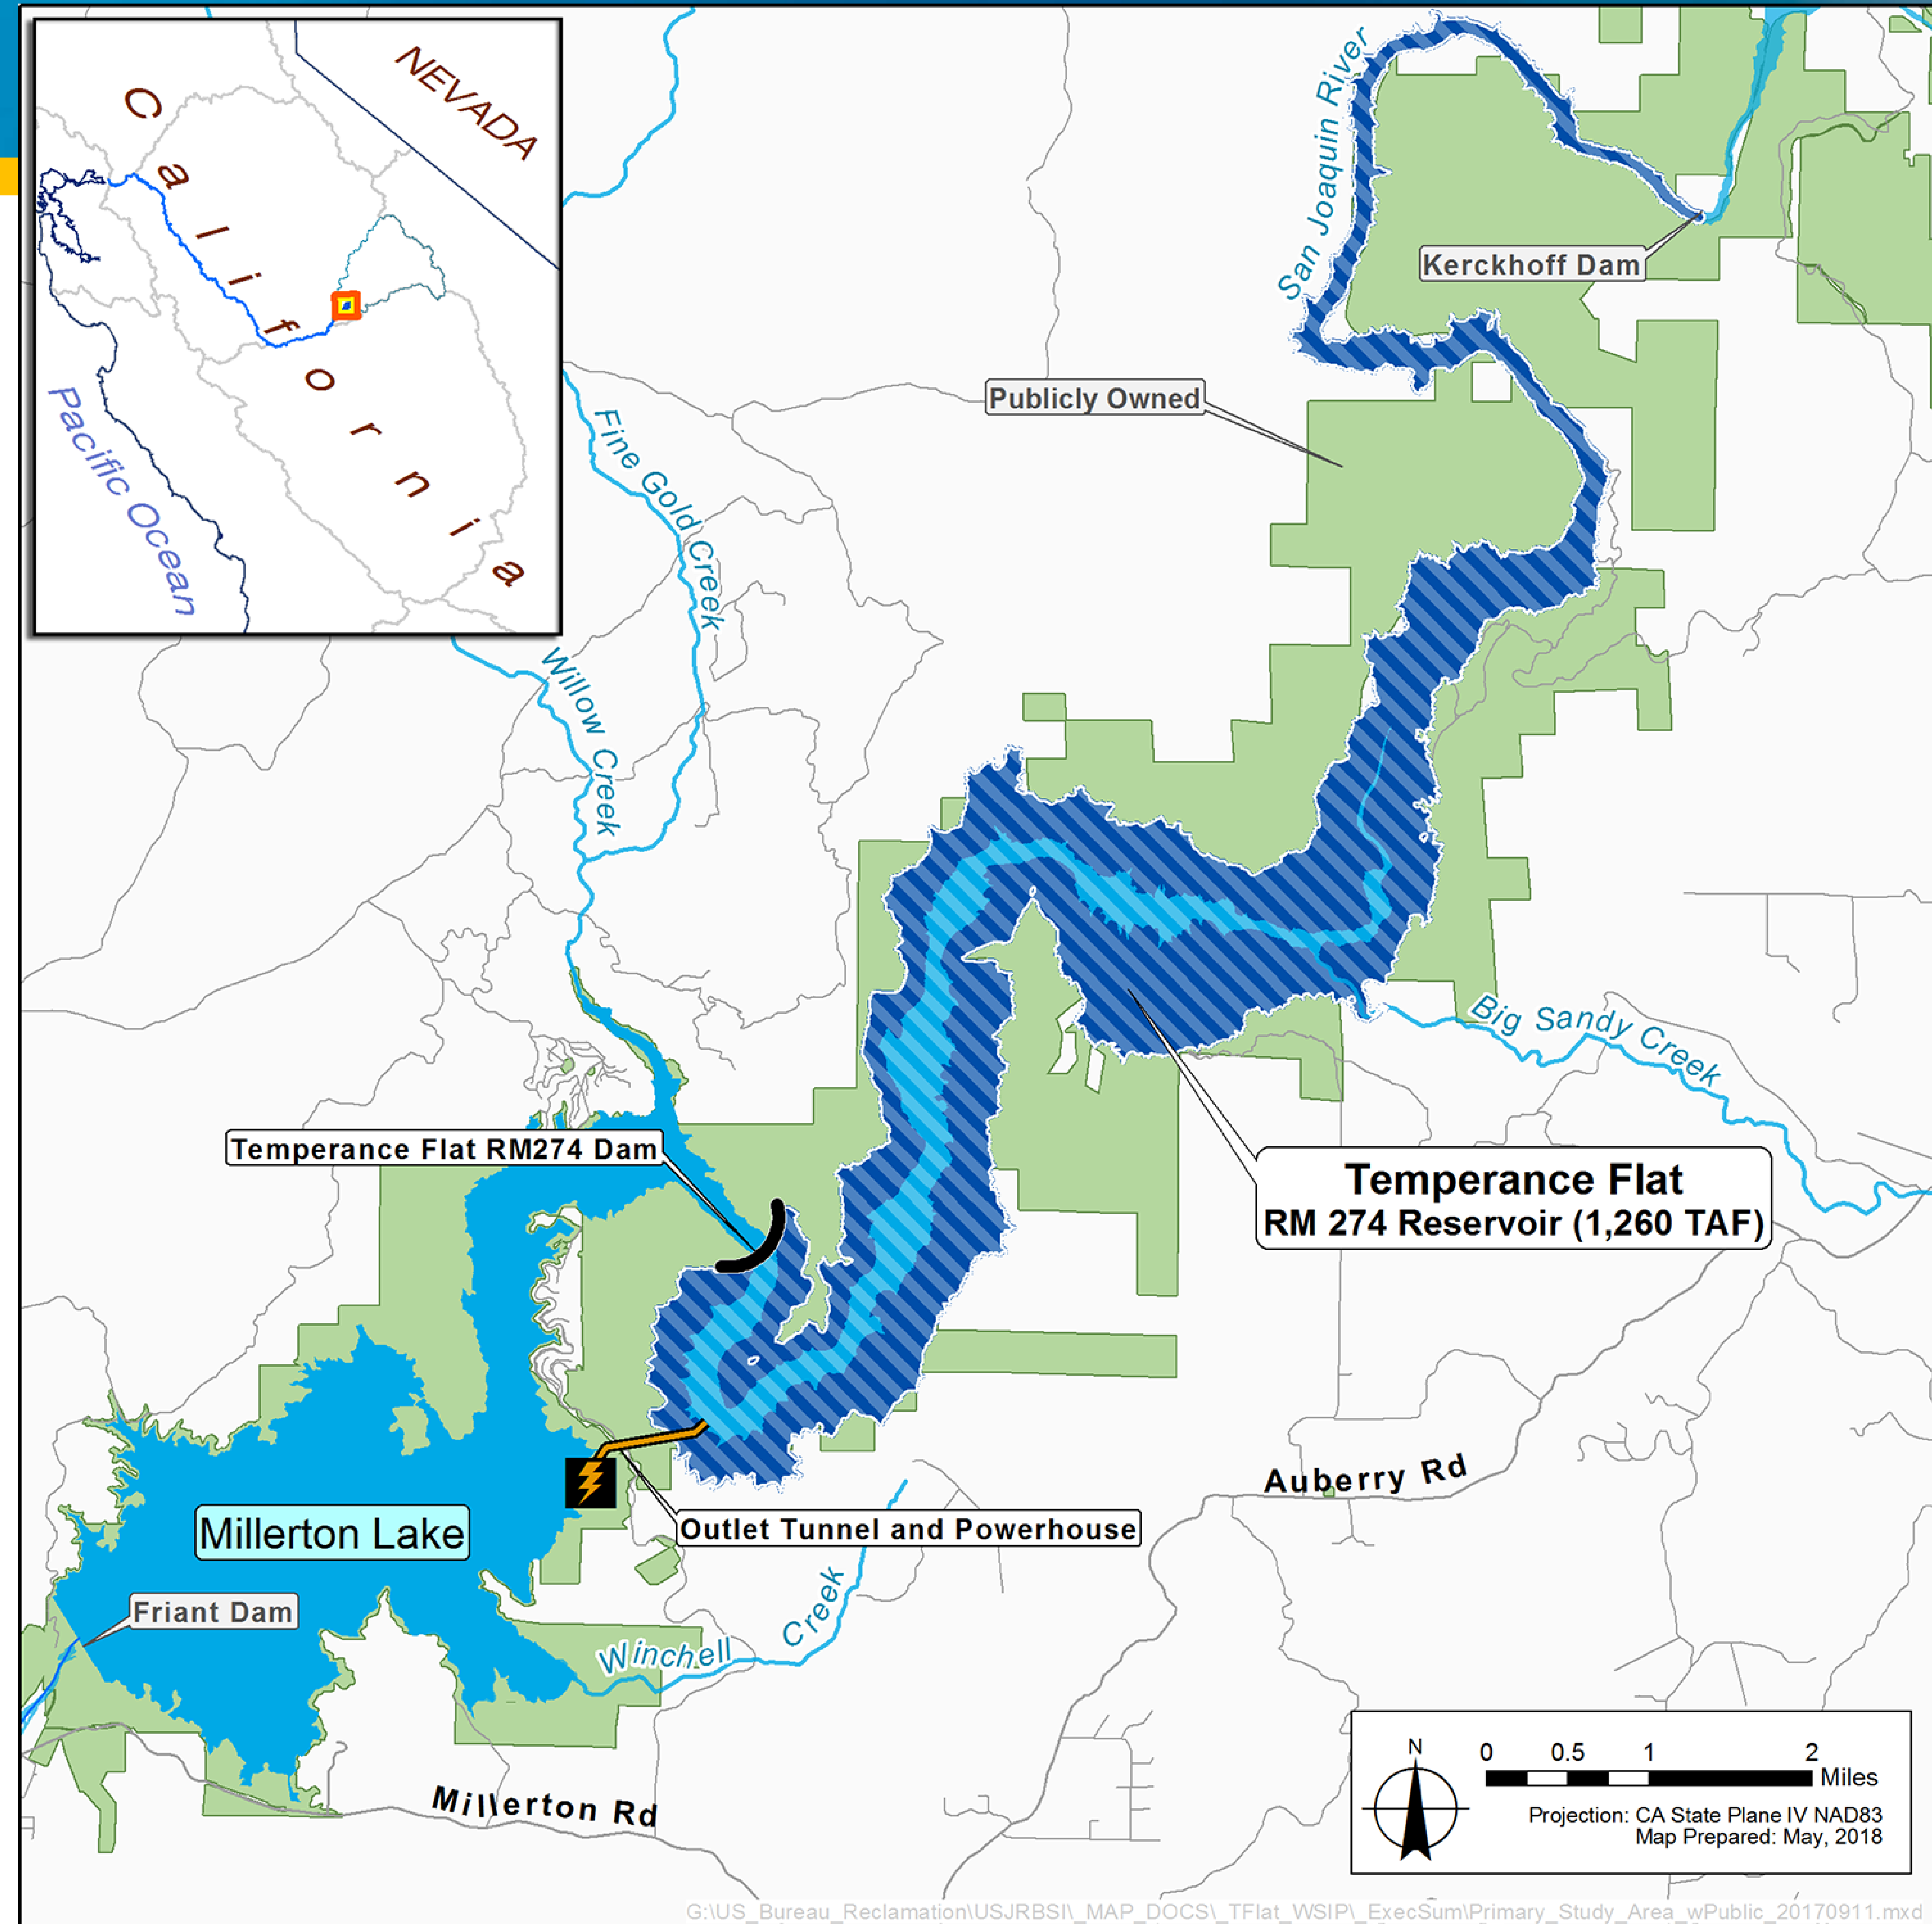 NEVADA
California
Pacific Ocean
San Joaquin River
Kerckhoff Dam
Publicly Owned
Fine Gold Creek
Willow Creek
Big Sandy Creek
Temperance Flat RM274 Dam
Temperance Flat
RM 274 Reservoir (1,260 TAF)
Auberry Rd
Outlet Tunnel and Powerhouse
Millerton Lake
Friant Dam
Winchell Creek
Millerton Rd
N
0 0.5 1 2
Miles
Projection: CA State Plane IV NAD83
Map Prepared: May, 2018
G:\US_Bureau_Reclamation\USJRBSI\_MAP_DOCS\_TFlat_WSIP\_ExecSum\Primary_Study_Area_wPublic_20170911.mxd